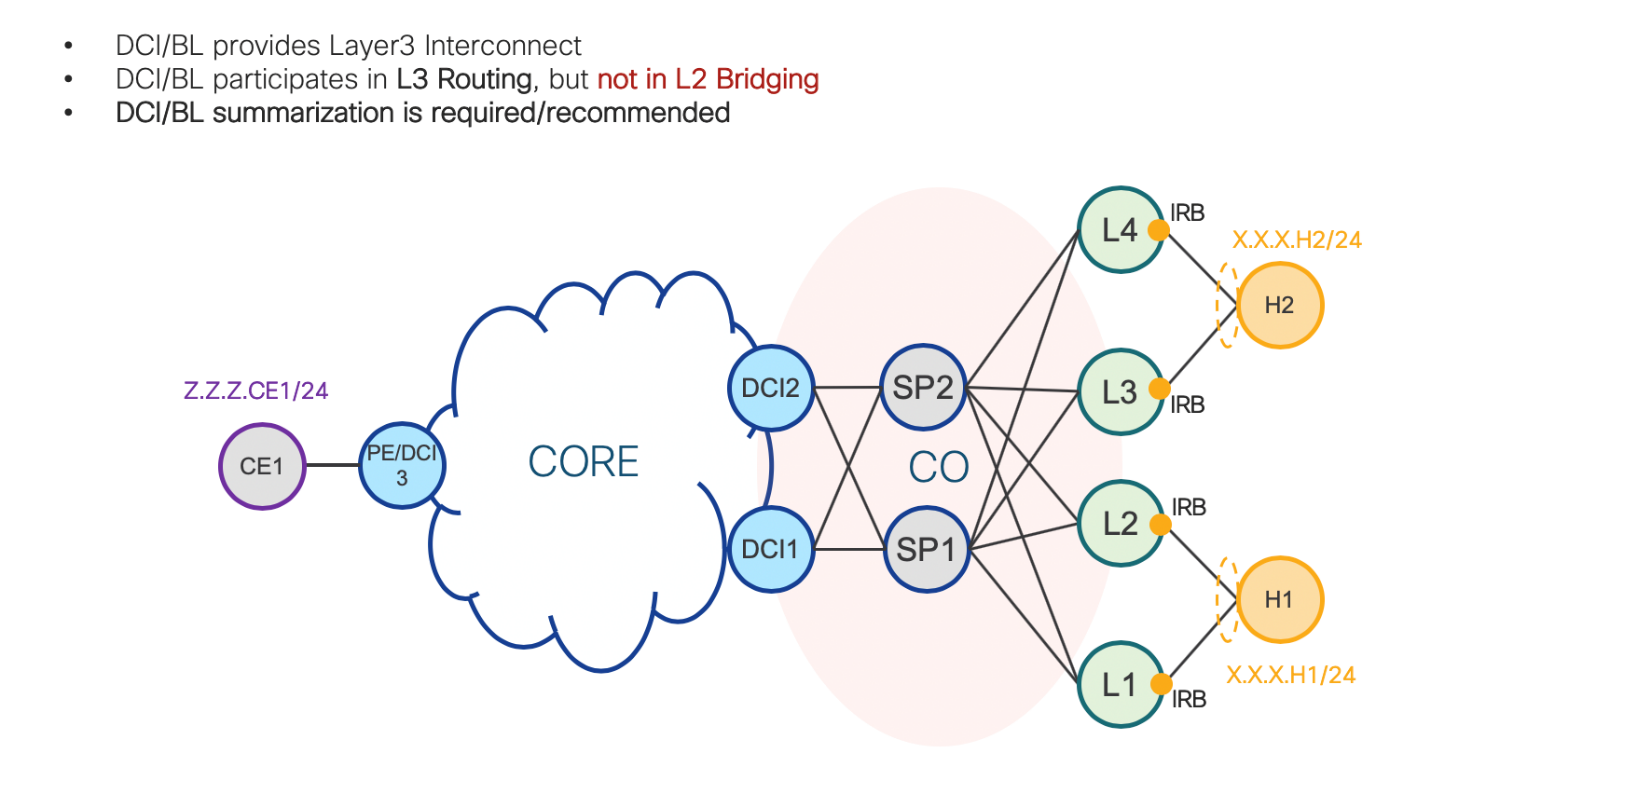 • DCI/BL provides Layer3 Interconnect
• DCI/BL participates in L3 Routing, but not in L2 Bridging
• DCI/BL summarization is required/recommended
L4
IRB
X.X.X.H2/24
H2
DCI2
SP2
L3
IRB
Z.Z.Z.CE1/24
CE1
PE/DCI
3
CORE
CO
L2
IRB
DCI1
SP1
H1
L1
IRB
X.X.X.H1/24